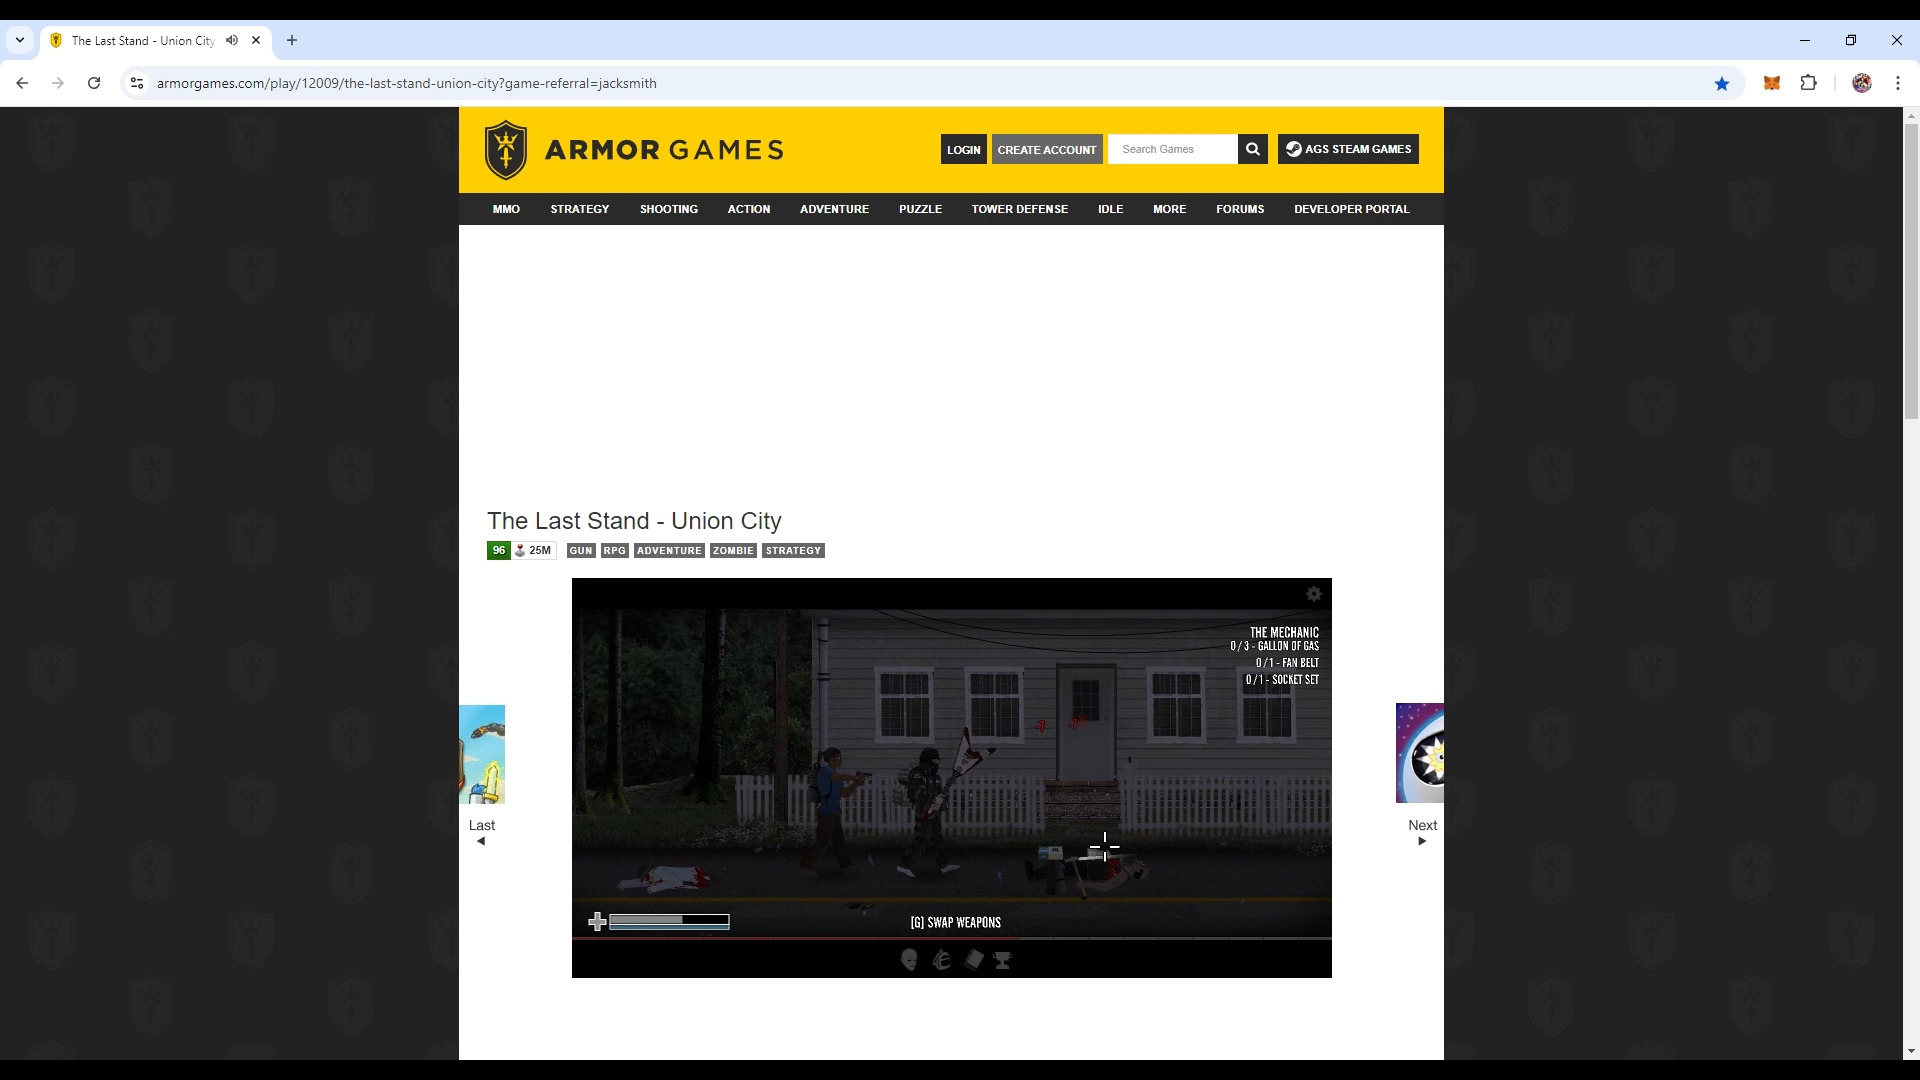 The Last Stand - Union City
armorgames.com/play/12009/the-last-stand-union-city?game-referral=jacksmith
ARMOR GAMES
LOGIN
CREATE ACCOUNT
Search Games
AGS STEAM GAMES
MMO
STRATEGY
SHOOTING
ACTION
ADVENTURE
PUZZLE
TOWER DEFENSE
IDLE
MORE
FORUMS
DEVELOPER PORTAL
The Last Stand - Union City
96
25M
GUN
RPG
ADVENTURE
ZOMBIE
STRATEGY
THE MECHANIC
0/3 - GALLON OF GAS
0/1 - FAN BELT
0/1 - SOCKET SET
-7
Last
Next
[G] SWAP WEAPONS